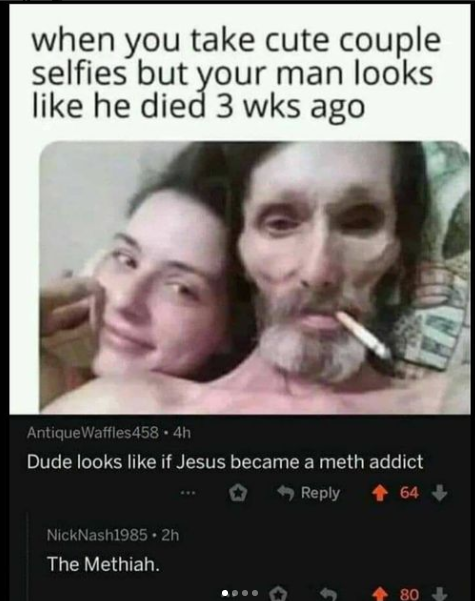 when you take cute couple
selfies but your man looks
like he died 3 wks ago
AntiqueWaffles458 • 4h
Dude looks like if Jesus became a meth addict
Reply 64
NickNash1985 • 2h
The Methiah.
80